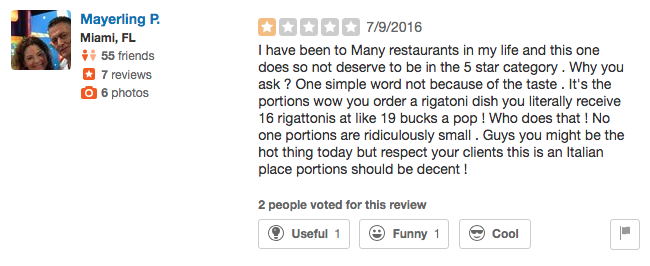 Mayerling P.
Miami, FL
55 friends
7 reviews
6 photos
7/9/2016
I have been to Many restaurants in my life and this one
does so not deserve to be in the 5 star category . Why you
ask ? One simple word not because of the taste . It's the
portions wow you order a rigatoni dish you literally receive
16 rigattonis at like 19 bucks a pop ! Who does that ! No
one portions are ridiculously small . Guys you might be the
hot thing today but respect your clients this is an Italian
place portions should be decent !
2 people voted for this review
Useful 1
Funny 1
Cool